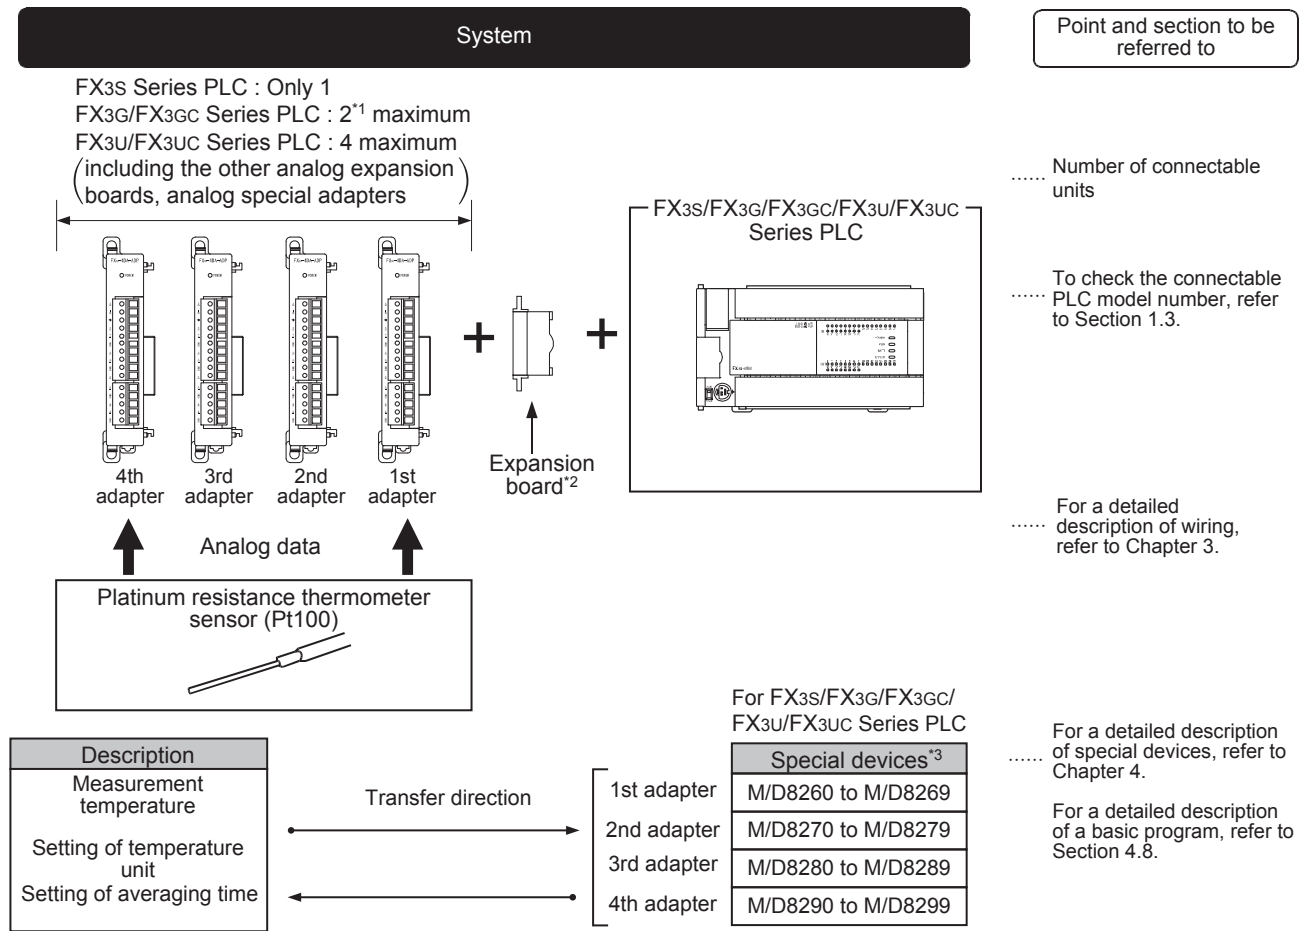 System
Point and section to be
referred to
FX3S Series PLC : Only 1
FX3G/FX3GC Series PLC : 2*1 maximum
FX3U/FX3UC Series PLC : 4 maximum
(including the other analog expansion
boards, analog special adapters)
...... Number of connectable
units
FX3S/FX3G/FX3GC/FX3U/FX3UC
Series PLC
...... To check the connectable
PLC model number, refer
to Section 1.3.
POWER
POWER
POWER
POWER
+
+
4th
adapter
3rd
adapter
2nd
adapter
1st
adapter
Expansion
board*2
...... For a detailed
description of wiring,
refer to Chapter 3.
Analog data
Platinum resistance thermometer
sensor (Pt100)
For FX3S/FX3G/FX3GC/
FX3U/FX3UC Series PLC
Description
Measurement
temperature
Setting of temperature
unit
Setting of averaging time
Transfer direction
Special devices*3
1st adapter M/D8260 to M/D8269
2nd adapter M/D8270 to M/D8279
3rd adapter M/D8280 to M/D8289
4th adapter M/D8290 to M/D8299
...... For a detailed description
of special devices, refer to
Chapter 4.
For a detailed description
of a basic program, refer to
Section 4.8.